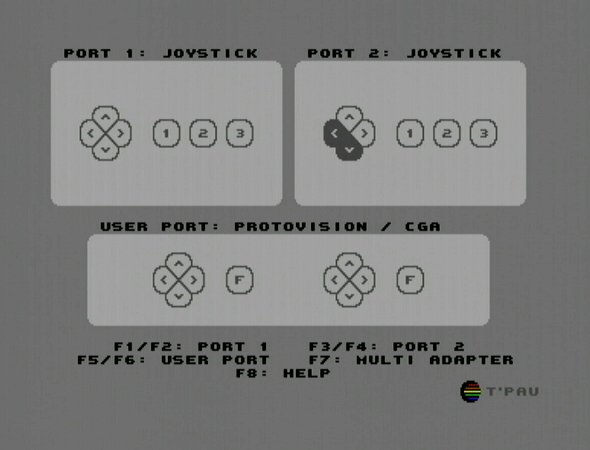 PORT 1: JOYSTICK PORT 2: JOYSTICK
1 2 3 1 2 3
USER PORT: PROTOVISION / CGA
F F
F1/F2: PORT 1 F3/F4: PORT 2
F5/F6: USER PORT F7: MULTI ADAPTER
F8: HELP
T'PAU